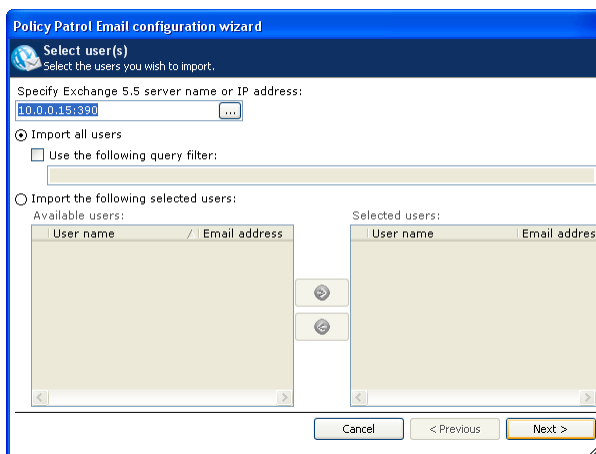 Policy Patrol Email configuration wizard
Select user(s)
Select the users you wish to import.
Specify Exchange 5.5 server name or IP address:
10.0.0.15:390
...
Import all users
Use the following query filter:
Import the following selected users:
Available users:
Selected users:
User name / Email address
User name Email addres
Cancel < Previous Next >